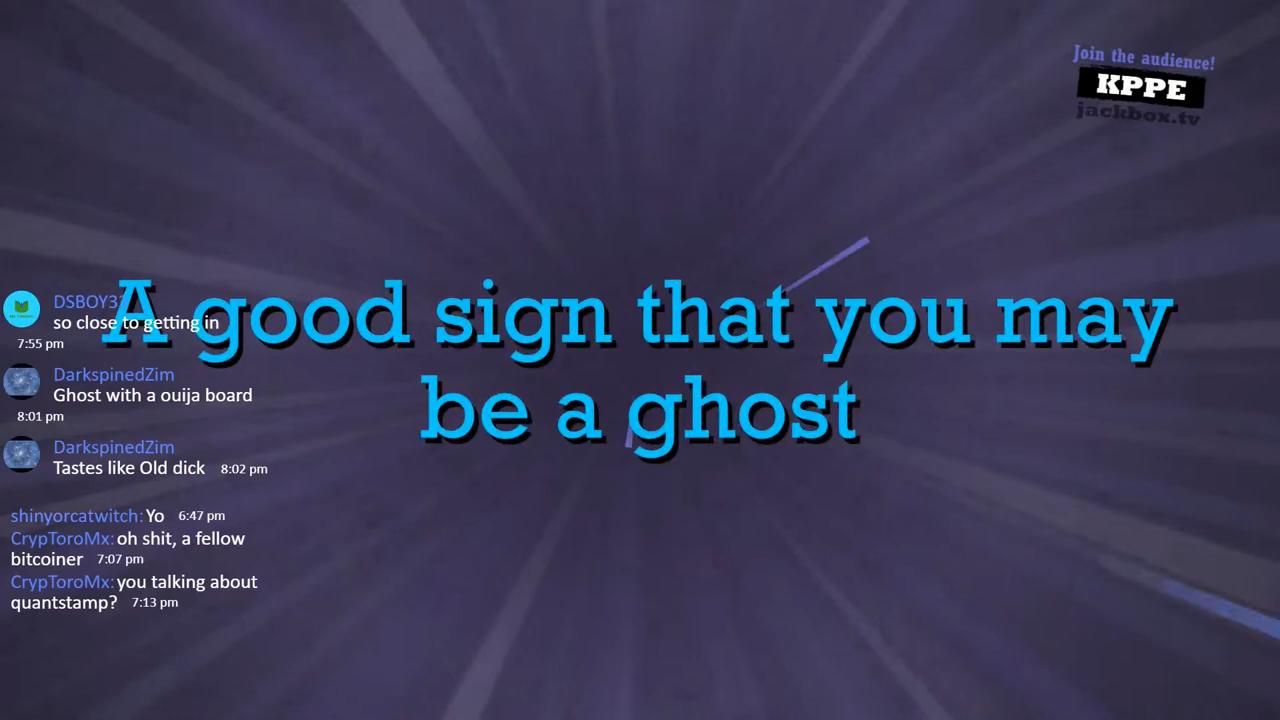 Join the audience!
KPPE
jackbox.tv
A good sign that you may
be a ghost
so close to getting in
7:55 pm
DarkspinedZim
Ghost with a ouija board
8:01 pm
DarkspinedZim
Tastes like Old dick 8:02 pm
shinyorcatwitch: Yo 6:47 pm
CrypToroMx: oh shit, a fellow
bitcoiner 7:07 pm
CrypToroMx: you talking about
quantstamp? 7:13 pm